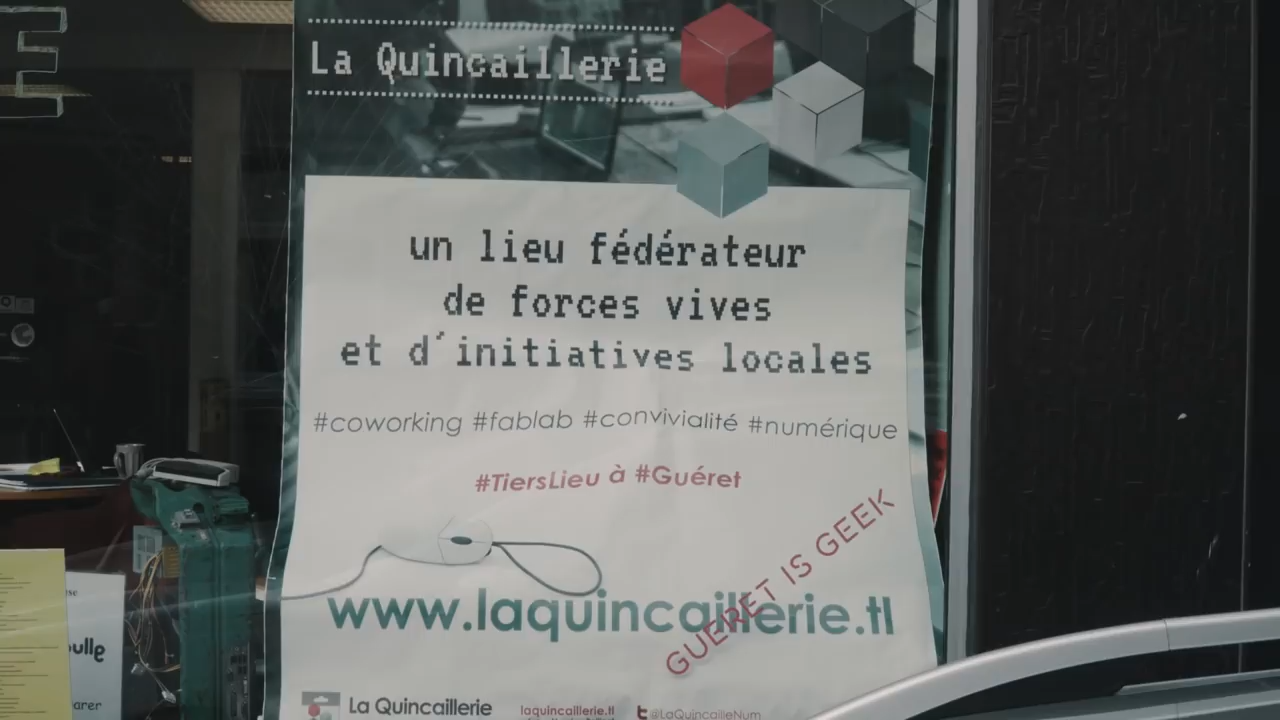 La Quincaillerie
un lieu fédérateur
de forces vives
et d'initiatives locales
#coworking #fablab #convivialité #numérique
#TiersLieu à #Guéret
GUERET IS GEEK
www.laquincaillerie.tl
La Quincaillerie
laquincaillerie.tl
@LaQuincailleNum